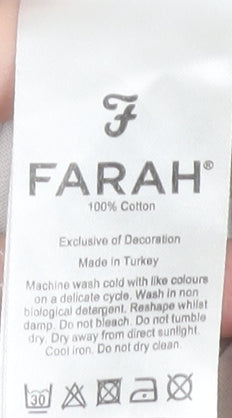 F
FARAH®
100% Cotton
Exclusive of Decoration
Made in Turkey
Machine wash cold with like colours
on a delicate cycle. Wash in non
biological detergent. Reshape whilst
damp. Do not bleach. Do not tumble
dry. Dry away from direct sunlight.
Cool iron. Do not dry clean.
30